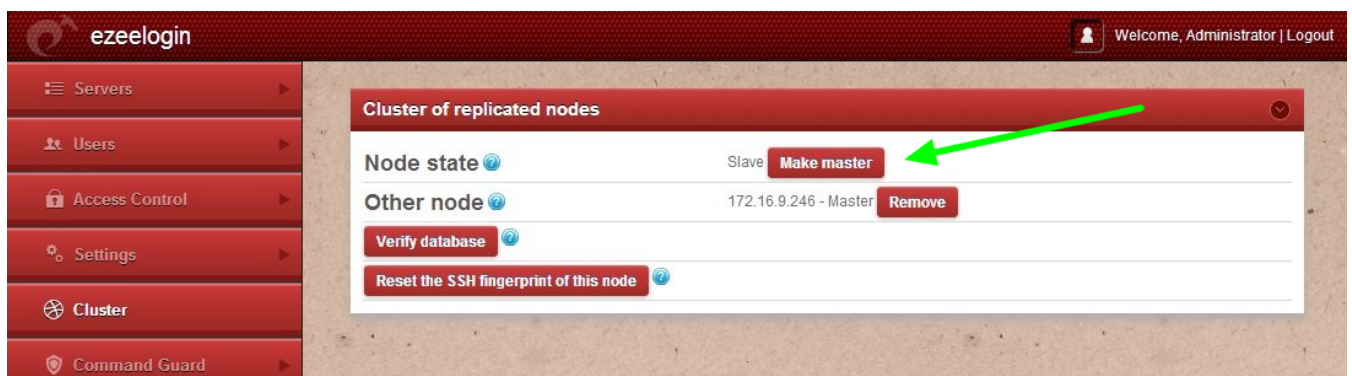 ezeelogin
Welcome, Administrator | Logout
Servers
Users
Access Control
Settings
Cluster
Command Guard
Cluster of replicated nodes
Node state ? Slave Make master
Other node ? 172.16.9.246 - Master Remove
Verify database ?
Reset the SSH fingerprint of this node ?